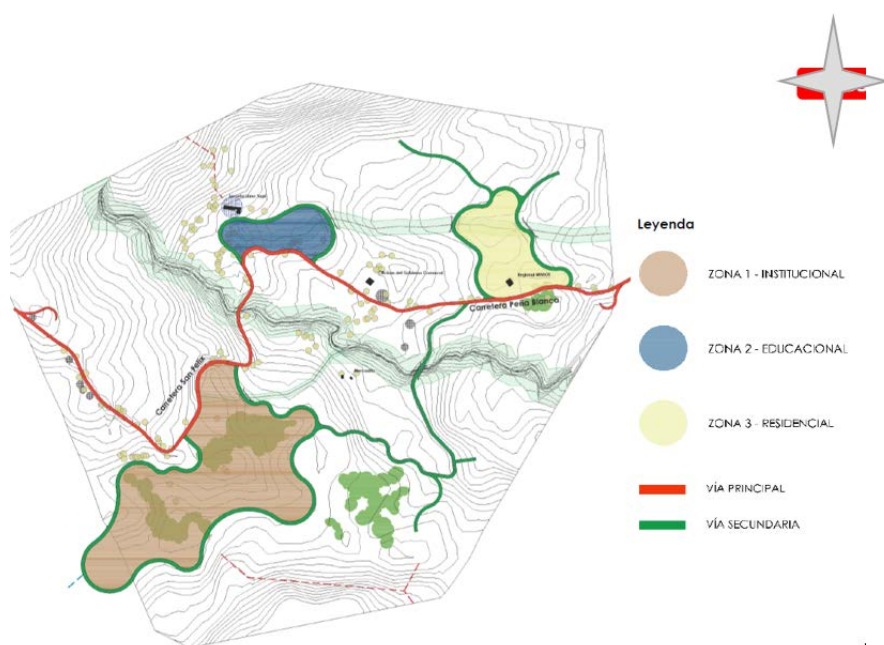 Leyenda
ZONA 1 - INSTITUCIONAL
ZONA 2 - EDUCACIONAL
ZONA 3 - RESIDENCIAL
VÍA PRINCIPAL
VÍA SECUNDARIA
Carretera Peña Blanca
Carretera San Felix